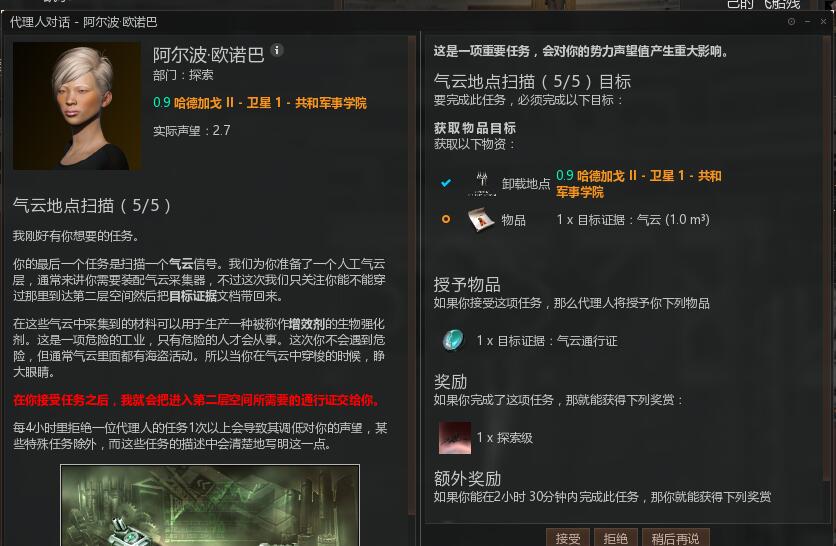 己的飞船残
代理人对话 - 阿尔波·欧诺巴
阿尔波·欧诺巴
部门：探索
0.9 哈德加戈 II - 卫星 1 - 共和军事学院
实际声望：2.7
气云地点扫描（5/5）
我刚好有你想要的任务。
你的最后一个任务是扫描一个气云信号。我们为你准备了一个人工气云
层，通常来讲你需要装配气云采集器，不过这次我们只关注你能不能穿
过那里到达第二层空间然后把目标证据文档带回来。
在这些气云中采集到的材料可以用于生产一种被称作增效剂的生物强化
剂。这是一项危险的工业，只有危险的人才会从事。这次你不会遇到危
险，但通常气云里面都有海盗活动。所以当你在气云中穿梭的时候，睁
大眼睛。
在你接受任务之后，我就会把进入第二层空间所需要的通行证交给你。
每4小时里拒绝一位代理人的任务1次以上会导致其调低对你的声望，某
些特殊任务除外，而这些任务的描述中会清楚地写明这一点。
这是一项重要任务，会对你的势力声望值产生重大影响。
气云地点扫描（5/5）目标
要完成此任务，必须完成以下目标：
获取物品目标
获取以下物资：
卸载地点 0.9 哈德加戈 II - 卫星 1 - 共和
军事学院
物品 1 x 目标证据：气云 (1.0 m³)
授予物品
如果你接受这项任务，那么代理人将授予你下列物品
1 x 目标证据：气云通行证
奖励
如果你完成了这项任务，那就能获得下列奖赏：
1 x 探索级
额外奖励
如果你能在2小时 30分钟内完成此任务，那你就能获得下列奖赏
接受 拒绝 稍后再说